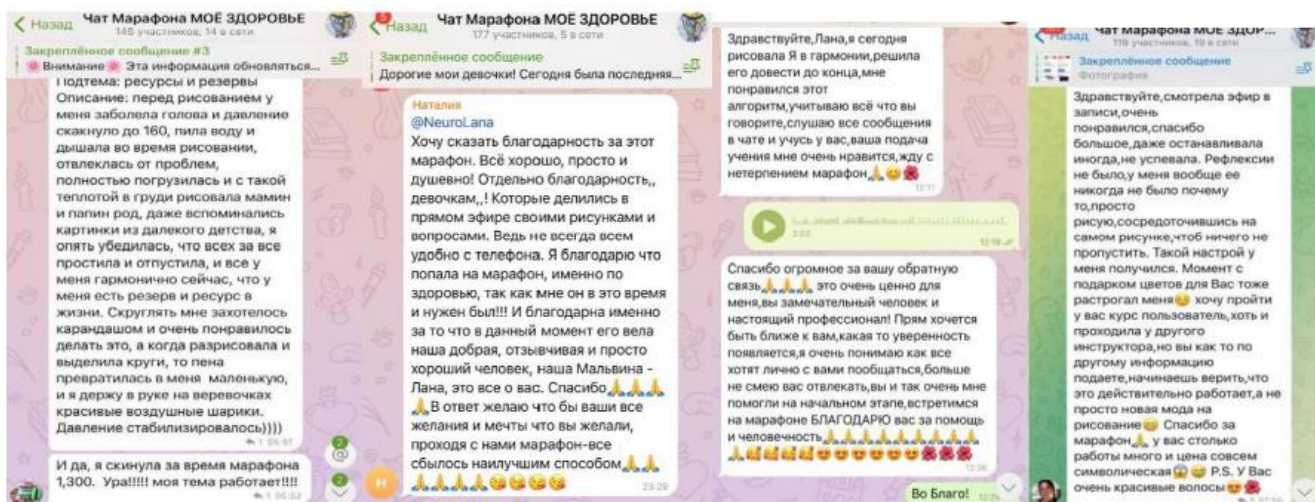 Назад
Чат Марафона МОЁ ЗДОРОВЬЕ
145 участников, 14 в сети
Закреплённое сообщение #3
Внимание Эта информация обновляться...
Подтема: ресурсы и резервы
Описание: перед рисованием у
меня заболела голова и давление
скакнуло до 160, пила воду и
дышала во время рисовании,
отвлеклась от проблем,
полностью погрузилась и с такой
теплотой в груди рисовала мамин
и папин род, даже вспоминались
картинки из далекого детства, я
опять убедилась, что всех за все
простила и отпустила, и все у
меня гармонично сейчас, что у
меня есть резерв и ресурс в
жизни. Скруглять мне захотелось
карандашом и очень понравилось
делать это, а когда разрисовала и
выделила круги, то пена
превратилась в меня маленькую,
и я держу в руке на веревочках
красивые воздушные шарики.
Давление стабилизировалось))))
1 05:51
И да, я скинула за время марафона
1,300. Ура!!!!! моя тема работает!!!!
1 05:52
2
@
2
5
Назад
Чат Марафона МОЁ ЗДОРОВЬЕ
177 участников, 5 в сети
Закреплённое сообщение
Дорогие мои девочки! Сегодня была последняя...
Наталия
@NeuroLana
Хочу сказать благодарность за этот
марафон. Всё хорошо, просто и
душевно! Отдельно благодарность,,
девочкам,,! Которые делились в
прямом эфире своими рисунками и
вопросами. Ведь не всегда всем
удобно с телефона. Я благодарю что
попала на марафон, именно по
здоровью, так как мне он в это время
и нужен был!!! И благодарна именно
за то что в данный момент его вела
наша добрая, отзывчивая и просто
хороший человек, наша Мальвина -
Лана, это все о вас. Спасибо🙏🙏🙏
🙏В ответ желаю что бы ваши все
желания и мечты что вы желали,
проходя с нами марафон-все
сбылось наилучшим способом🙏🙏
🙏🙏🙏🙏😘😘😘😘
23:29
Н
Здравствуйте,Лана,я сегодня
рисовала Я в гармонии,решила
его довести до конца,мне
понравился этот
алгоритм,учитываю всё что вы
говорите,слушаю все сообщения
в чате и учусь у вас,ваша подача
учения мне очень нравится,жду с
нетерпением марафон🙏😊🌺
12:11
2:02
12:18
Спасибо огромное за вашу обратную
связь🙏🙏🙏 это очень ценно для
меня,вы замечательный человек и
настоящий профессионал! Прям хочется
быть ближе к вам,какая то уверенность
появляется,я очень понимаю как все
хотят лично с вами пообщаться,больше
не смею вас отвлекать,вы и так очень мне
помогли на начальном этапе,встретимся
на марафоне БЛАГОДАРЮ вас за помощь
и человечность🙏🙏🙏🙏🙏🙏🙏🙏🙏🙏
🙏🥰🥰🥰🥰😍😍😍😍😍😍🌺🌺🌺
12:26
Во Благо!
Назад
Чат Марафона МОЁ ЗДОР...
119 участников, 19 в сети
Закреплённое сообщение
Фотография
Здравствуйте,смотрела эфир в
записи,очень
понравился,спасибо
большое,даже останавливала
иногда,не успевала. Рефлексии
не было,у меня вообще ее
никогда не было почему
то,просто
рисую,сосредоточившись на
самом рисунке,чтоб ничего не
пропустить. Такой настрой у
меня получился. Момент с
подарком цветов для Вас тоже
растрогал меня😊 хочу пройти
у вас курс пользователь,хоть и
проходила у другого
инструктора,но вы как то по
другому информацию
подаете,начинаешь верить,что
это действительно работает,а не
просто новая мода на
рисование😊 Спасибо за
марафон🙏 у вас столько
работы много и цена совсем
символическая😱😅 P.S. У Вас
очень красивые волосы😍🌺